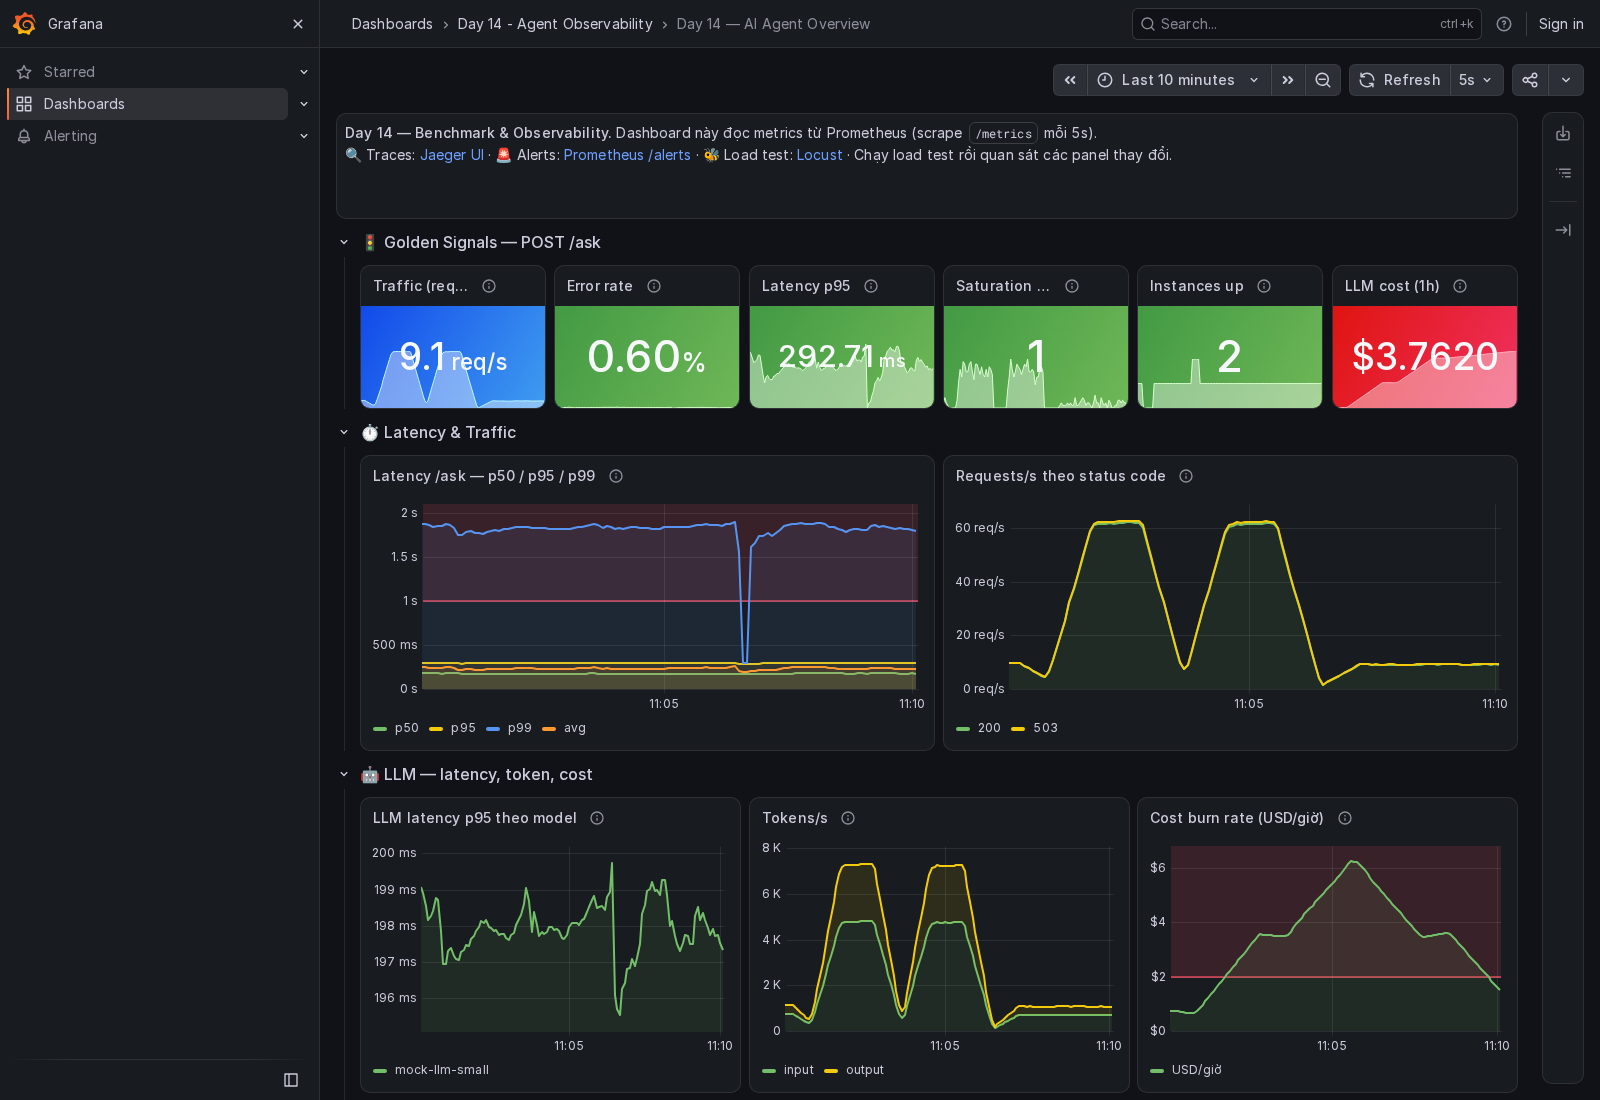 Grafana
Dashboards › Day 14 - Agent Observability › Day 14 — AI Agent Overview
Search...
ctrl+k
Sign in
Starred
Dashboards
Alerting
Last 10 minutes
Refresh
5s
Day 14 — Benchmark & Observability. Dashboard này đọc metrics từ Prometheus (scrape /metrics mỗi 5s).
🔍 Traces: Jaeger UI · 🚨 Alerts: Prometheus /alerts · 🐝 Load test: Locust · Chạy load test rồi quan sát các panel thay đổi.
🚦 Golden Signals — POST /ask
Traffic (req...
9.1 req/s
Error rate
0.60%
Latency p95
292.71 ms
Saturation ...
1
Instances up
2
LLM cost (1h)
$3.7620
⏱️ Latency & Traffic
Latency /ask — p50 / p95 / p99
2 s
1.5 s
1 s
500 ms
0 s
11:05
11:10
p50
p95
p99
avg
Requests/s theo status code
60 req/s
40 req/s
20 req/s
0 req/s
11:05
11:10
200
503
🤖 LLM — latency, token, cost
LLM latency p95 theo model
200 ms
199 ms
198 ms
197 ms
196 ms
11:05
11:10
mock-llm-small
Tokens/s
8 K
6 K
4 K
2 K
0
11:05
11:10
input
output
Cost burn rate (USD/giờ)
$6
$4
$2
$0
11:05
11:10
USD/giờ